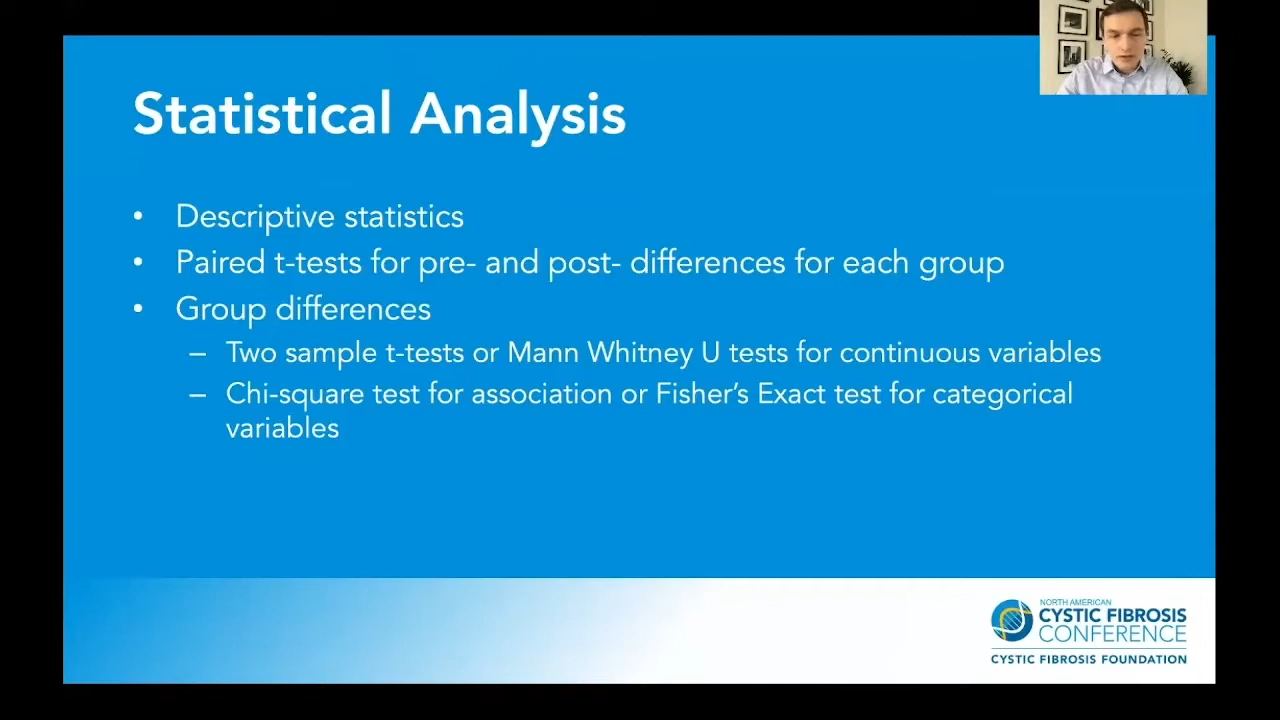 Statistical Analysis
• Descriptive statistics
• Paired t-tests for pre- and post- differences for each group
• Group differences
– Two sample t-tests or Mann Whitney U tests for continuous variables
– Chi-square test for association or Fisher’s Exact test for categorical
variables
NORTH AMERICAN
CYSTIC FIBROSIS
CONFERENCE
CYSTIC FIBROSIS FOUNDATION